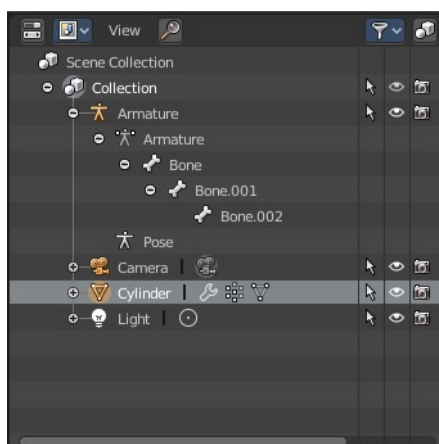 View
Scene Collection
Collection
Armature
Armature
Bone
Bone.001
Bone.002
Pose
Camera
Cylinder
Light